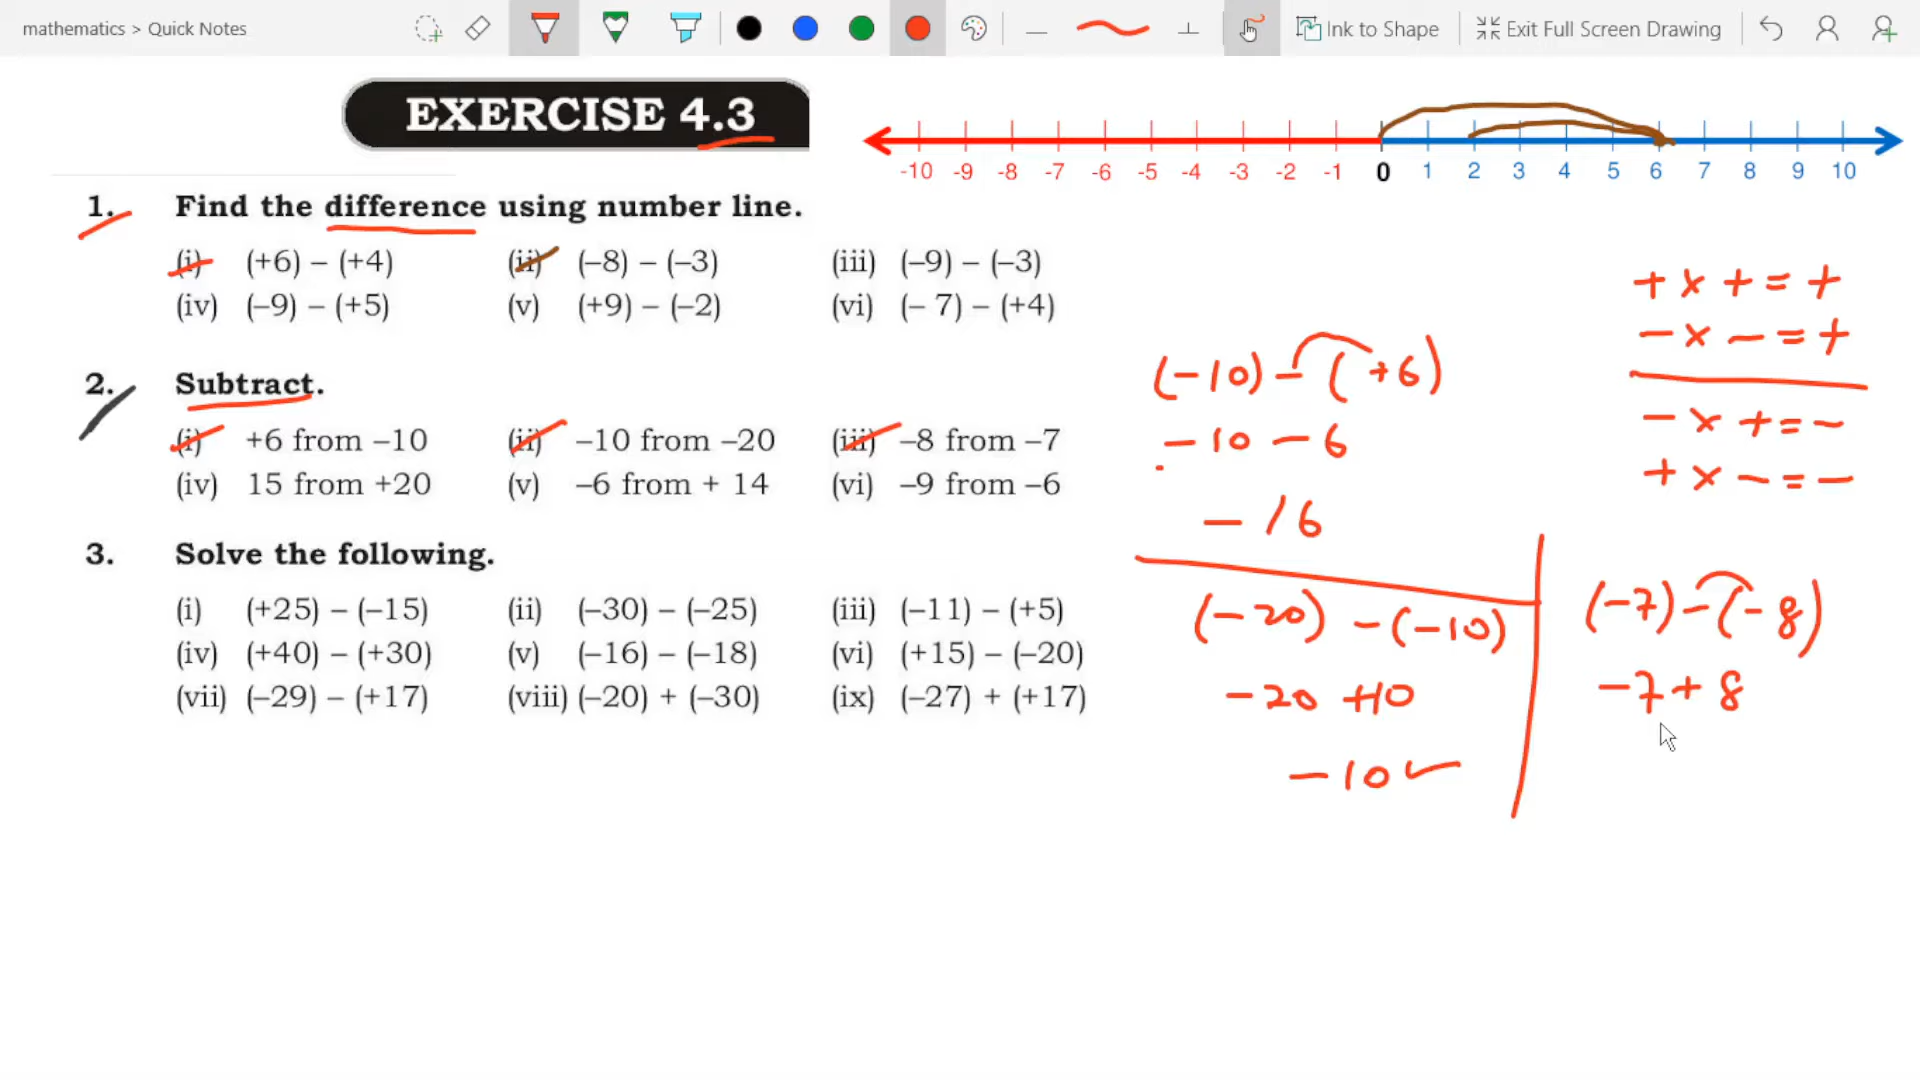 mathematics > Quick Notes
Ink to Shape
Exit Full Screen Drawing
EXERCISE 4.3
-10 -9 -8 -7 -6 -5 -4 -3 -2 -1 0 1 2 3 4 5 6 7 8 9 10
1. Find the difference using number line.
(i) (+6) – (+4) (ii) (–8) – (–3) (iii) (–9) – (–3)
(iv) (–9) – (+5) (v) (+9) – (–2) (vi) (– 7) – (+4)
2. Subtract.
(i) +6 from –10 (ii) –10 from –20 (iii) –8 from –7
(iv) 15 from +20 (v) –6 from + 14 (vi) –9 from –6
3. Solve the following.
(i) (+25) – (–15) (ii) (–30) – (–25) (iii) (–11) – (+5)
(iv) (+40) – (+30) (v) (–16) – (–18) (vi) (+15) – (–20)
(vii) (–29) – (+17) (viii) (–20) + (–30) (ix) (–27) + (+17)
(-10) - (+6)
-10 - 6
-16
+ x + = +
- x - = +
- x + = -
+ x - = -
(-20) - (-10)
-20 +10
-10
(-7) - (-8)
-7 + 8